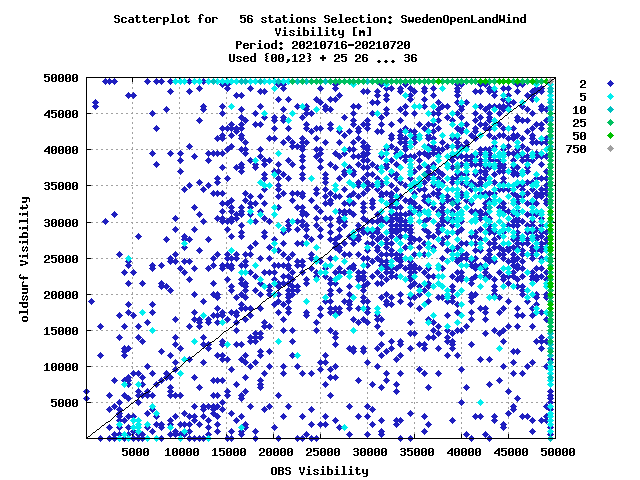 Scatterplot for 56 stations Selection: SwedenOpenLandWind
Visibility [m]
Period: 20210716-20210720
Used {00,12} + 25 26 ... 36
50000
45000
40000
35000
30000
25000
20000
15000
10000
5000
oldsurf Visibility
5000 10000 15000 20000 25000 30000 35000 40000 45000 50000
OBS Visibility
2
5
10
25
50
750